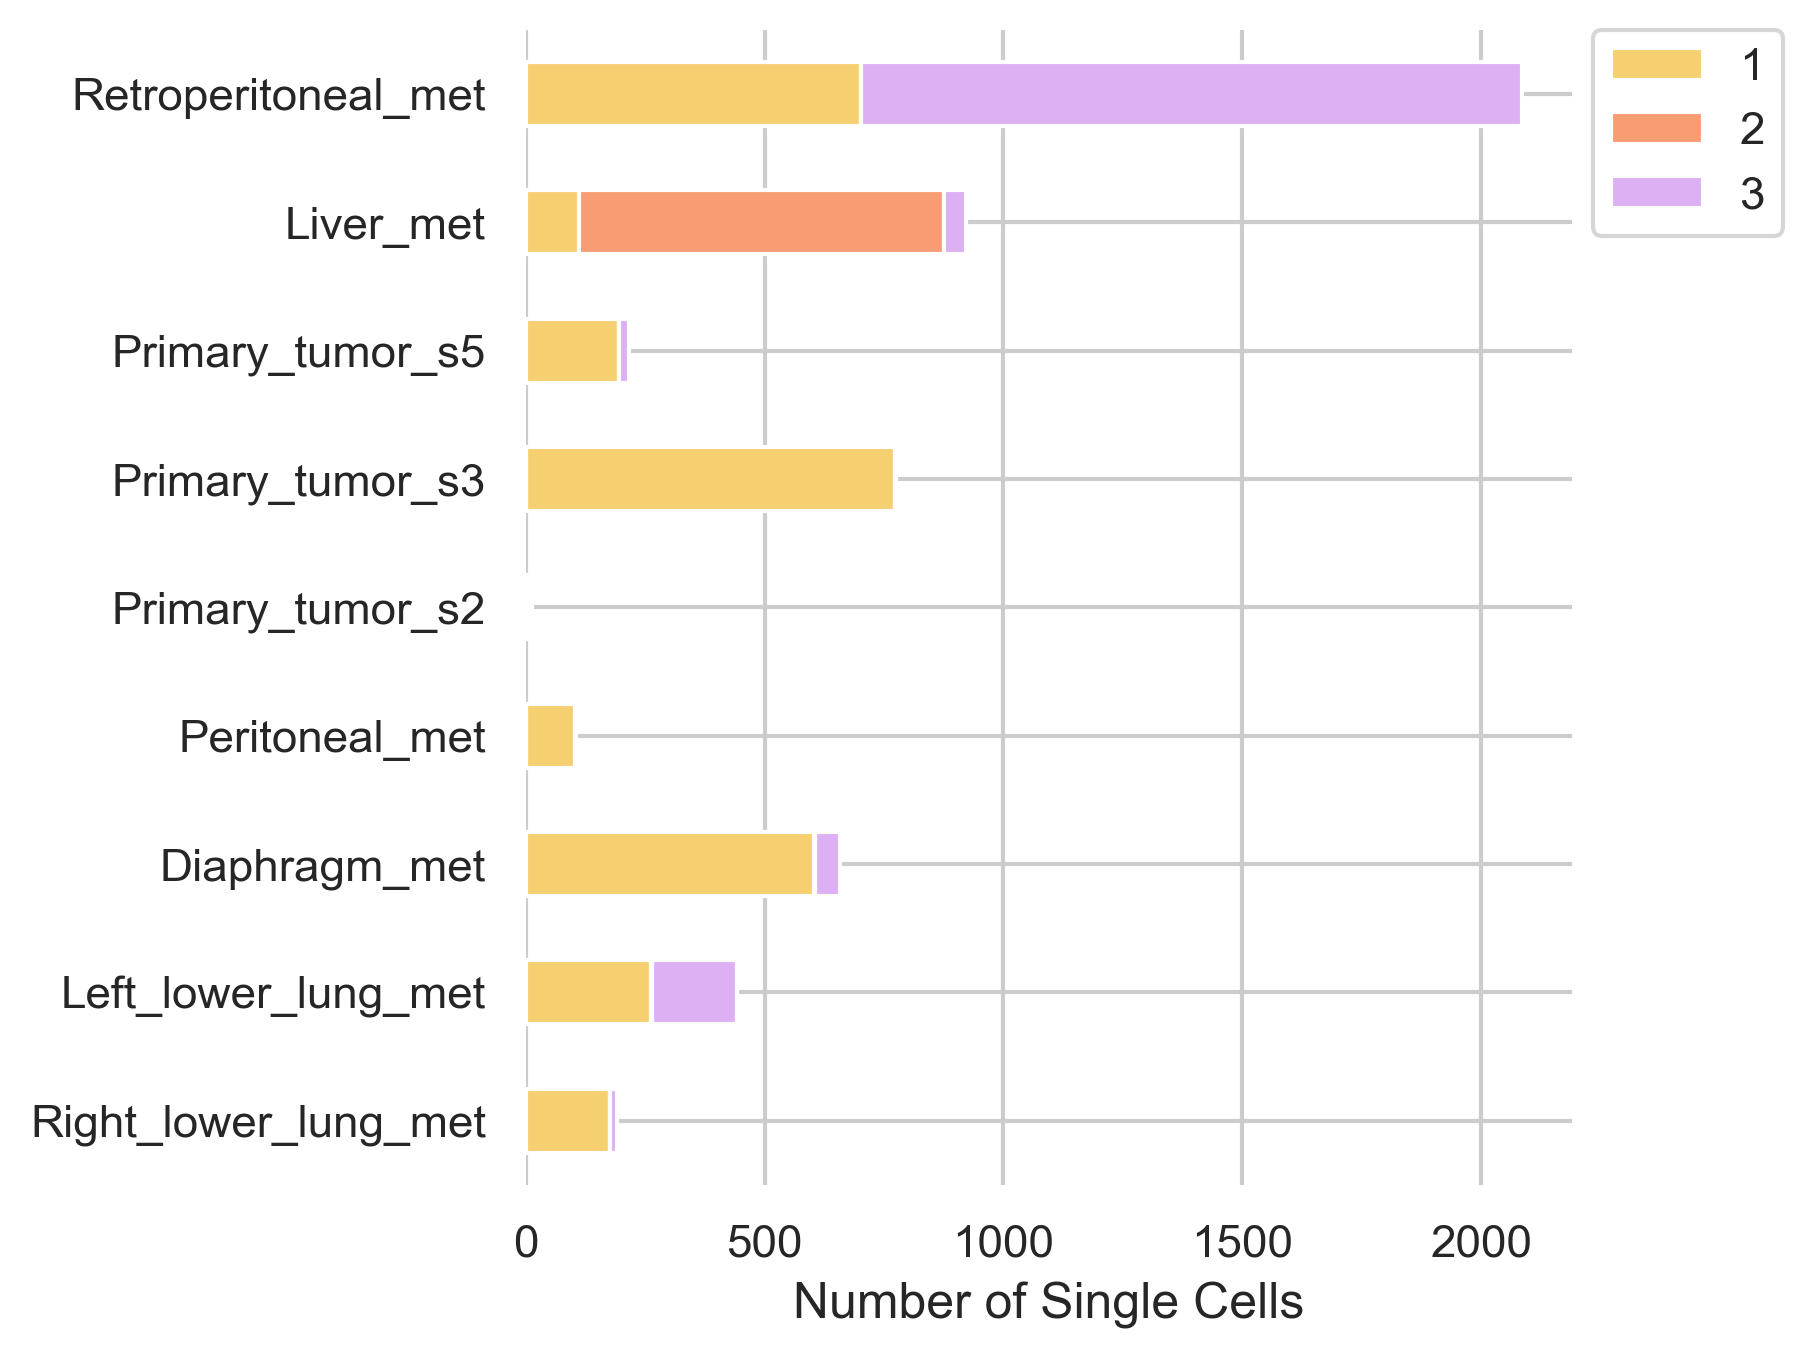 Retroperitoneal_met
Liver_met
Primary_tumor_s5
Primary_tumor_s3
Primary_tumor_s2
Peritoneal_met
Diaphragm_met
Left_lower_lung_met
Right_lower_lung_met
0 500 1000 1500 2000
Number of Single Cells
1
2
3